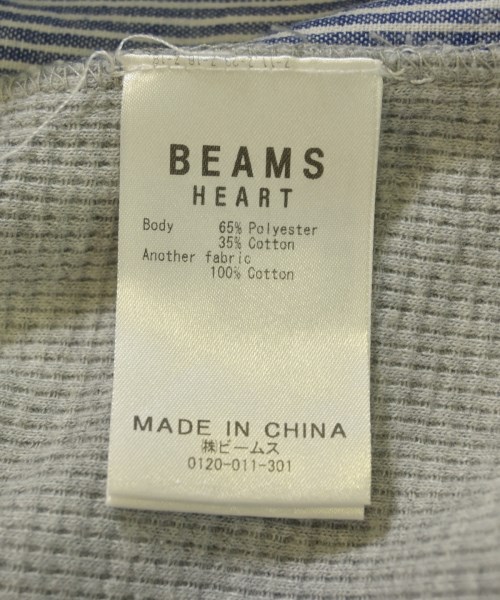 BEAMS
HEART
Body 65% Polyester
35% Cotton
Another fabric
100% Cotton
MADE IN CHINA
㈱ビームス
0120-011-301